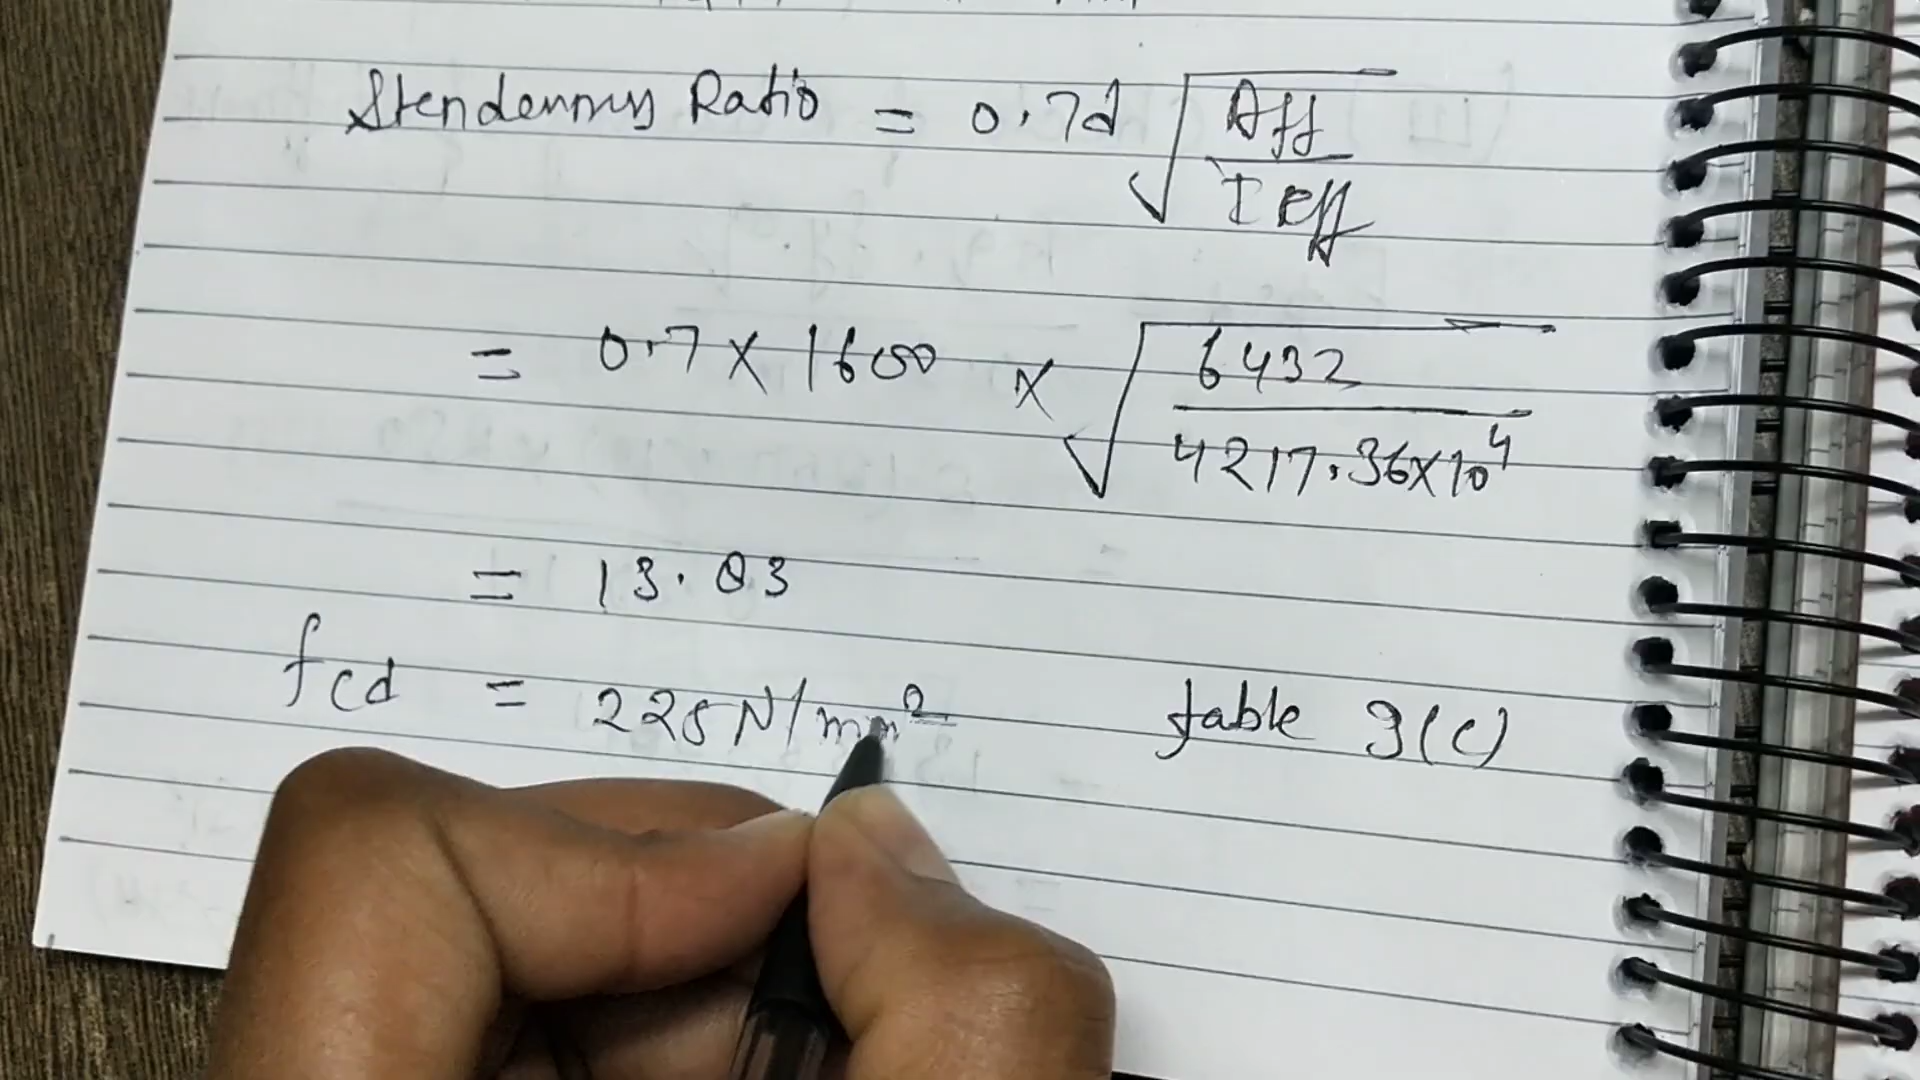 Slenderness Ratio = 0.7d √(Aeff / Ieff)
= 0.7 × 1600 × √(6432 / 4217.36×10⁴)
= 13.83
fcd = 225 N/mm² table 9(c)